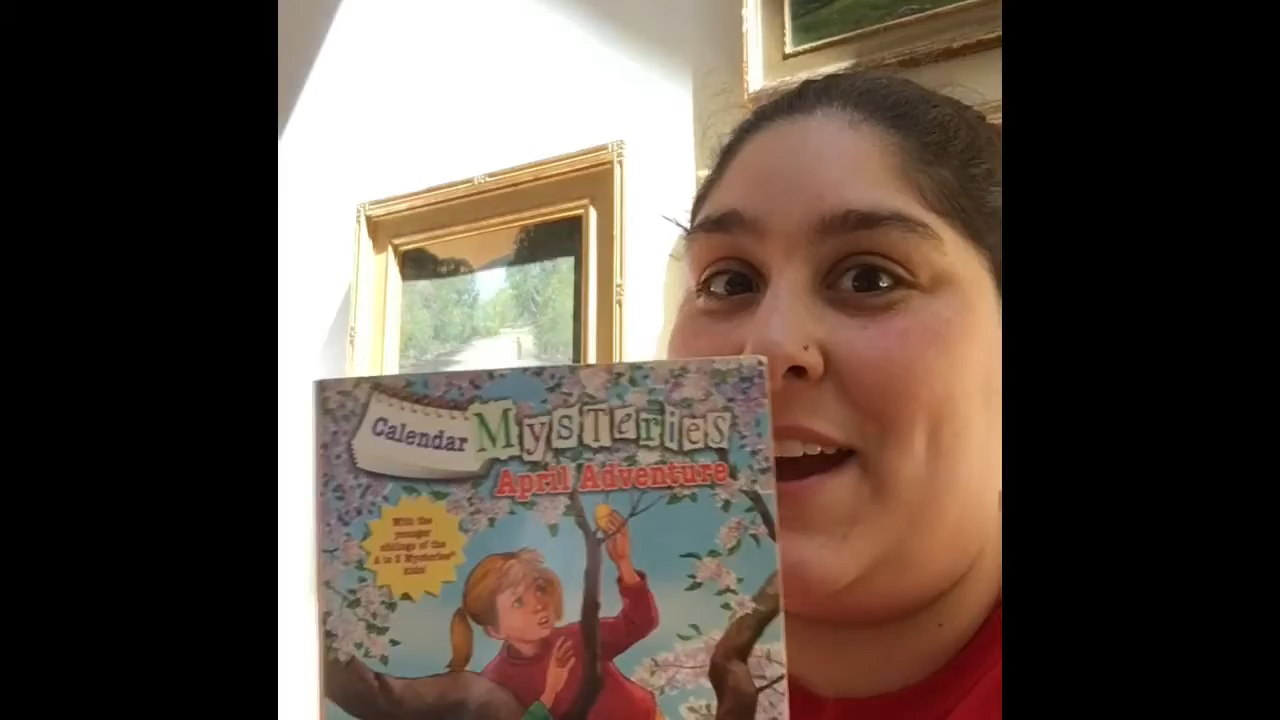 Calendar Mysteries
April Adventure
With the
younger
siblings of the
A to Z Mysteries®
kids!